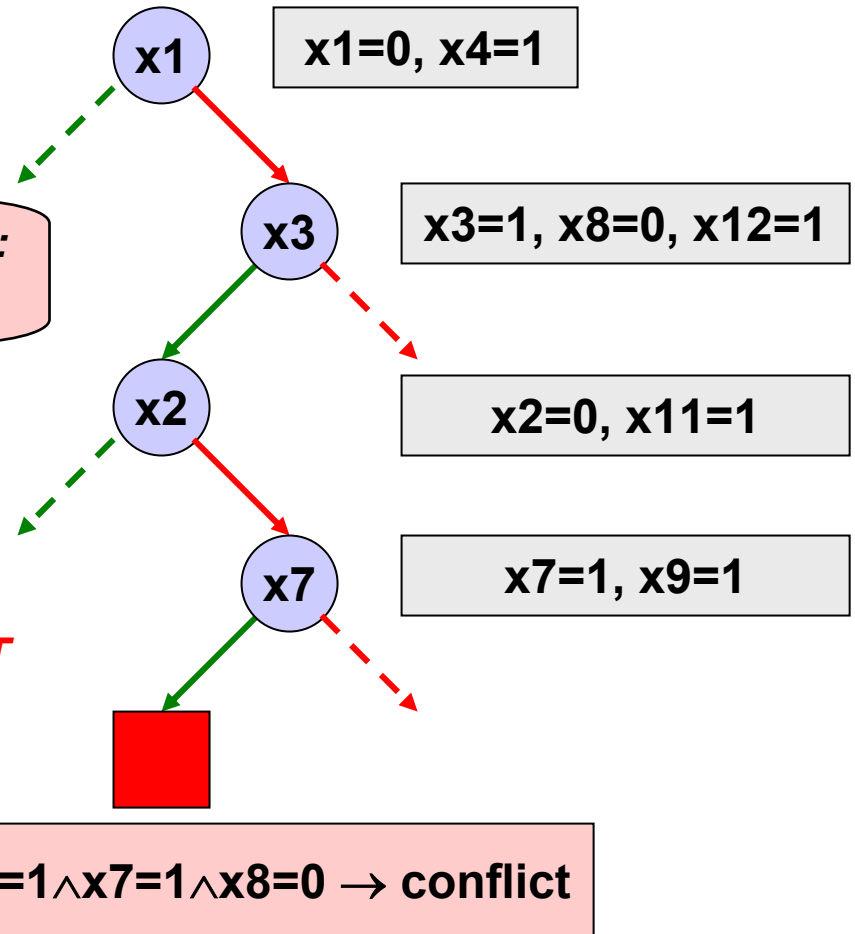 x1
x1=0, x4=1
x3
x3=1, x8=0, x12=1
:
x2
x2=0, x11=1
x7
x7=1, x9=1
=1∧x7=1∧x8=0 → conflict